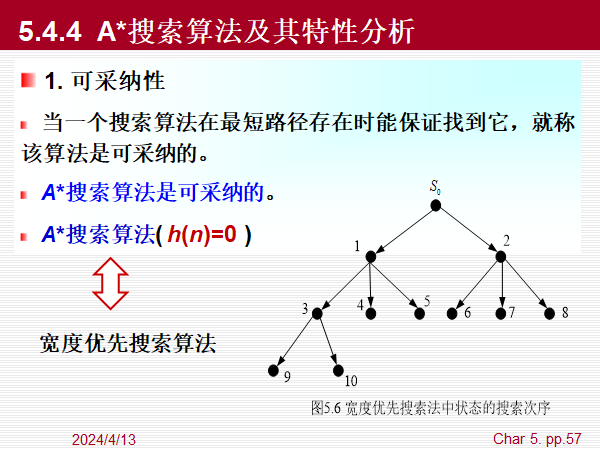 5.4.4 A*搜索算法及其特性分析
1. 可采纳性
当一个搜索算法在最短路径存在时能保证找到它，就称
该算法是可采纳的。
A*搜索算法是可采纳的。
A*搜索算法( h(n)=0 )
宽度优先搜索算法
S0
1
2
3
4
5
6
7
8
9
10
图5.6 宽度优先搜索法中状态的搜索次序
2024/4/13
Char 5. pp.57